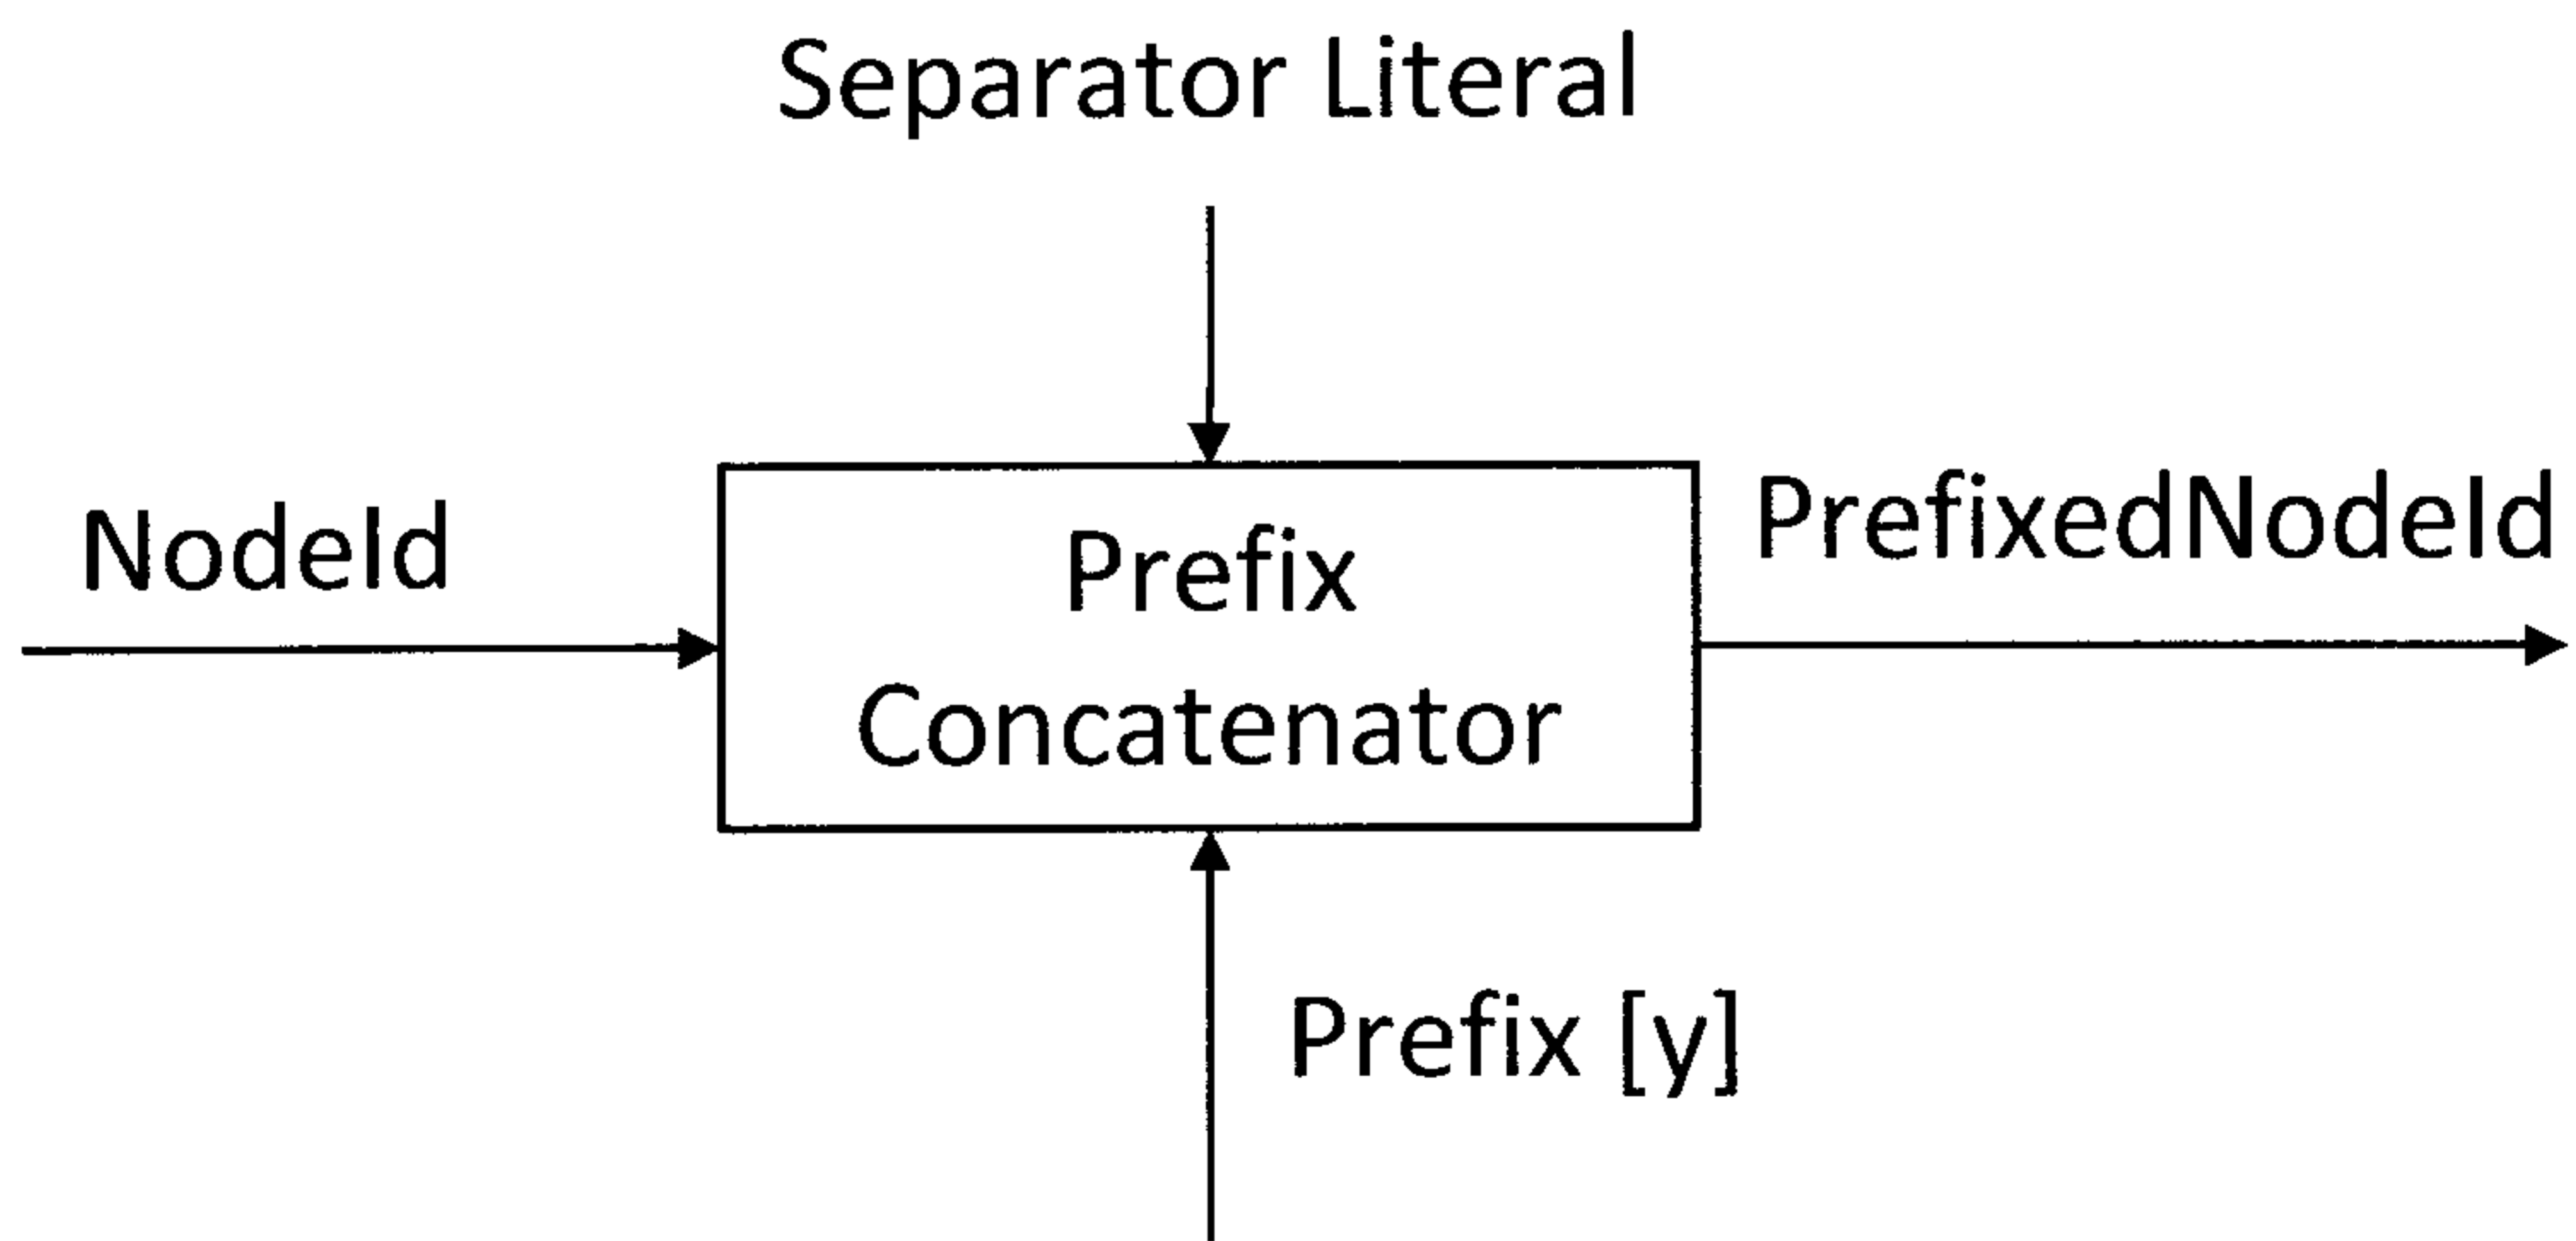 Separator Literal
NodeId
Prefix
Concatenator
PrefixedNodeId
Prefix [y]